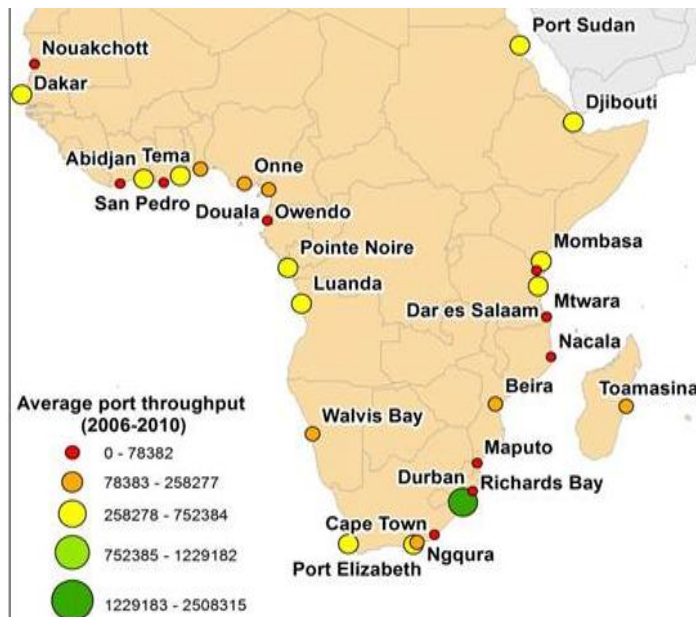 Port Sudan
Nouakchott
Dakar
Djibouti
Abidjan
Tema
Onne
San Pedro
Douala
Owendo
Mombasa
Pointe Noire
Luanda
Mtwara
Dar es Salaam
Nacala
Beira
Toamasina
Average port throughput
(2006-2010)
Walvis Bay
0 - 78382
Maputo
78383 - 258277
Durban
Richards Bay
258278 - 752384
Cape Town
Ngqura
752385 - 1229182
Port Elizabeth
1229183 - 2508315